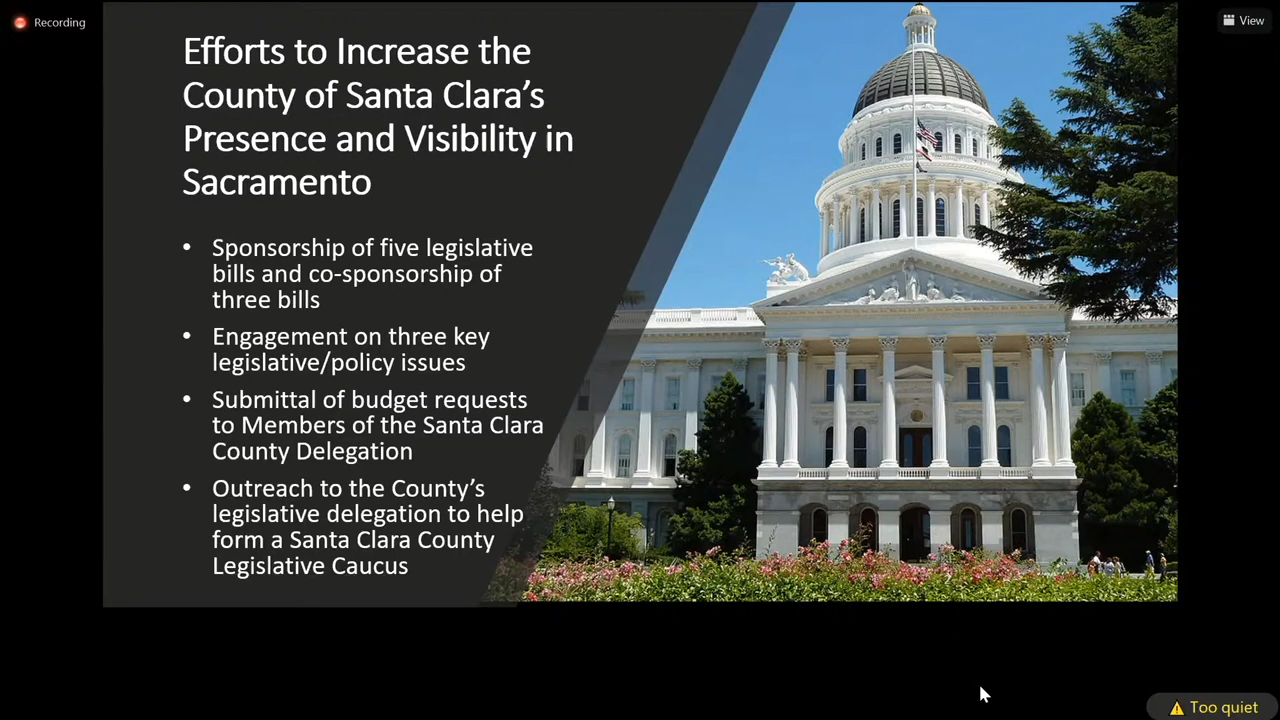 Recording
View
Efforts to Increase the
County of Santa Clara’s
Presence and Visibility in
Sacramento
• Sponsorship of five legislative
bills and co-sponsorship of
three bills
• Engagement on three key
legislative/policy issues
• Submittal of budget requests
to Members of the Santa Clara
County Delegation
• Outreach to the County’s
legislative delegation to help
form a Santa Clara County
Legislative Caucus
Too quiet